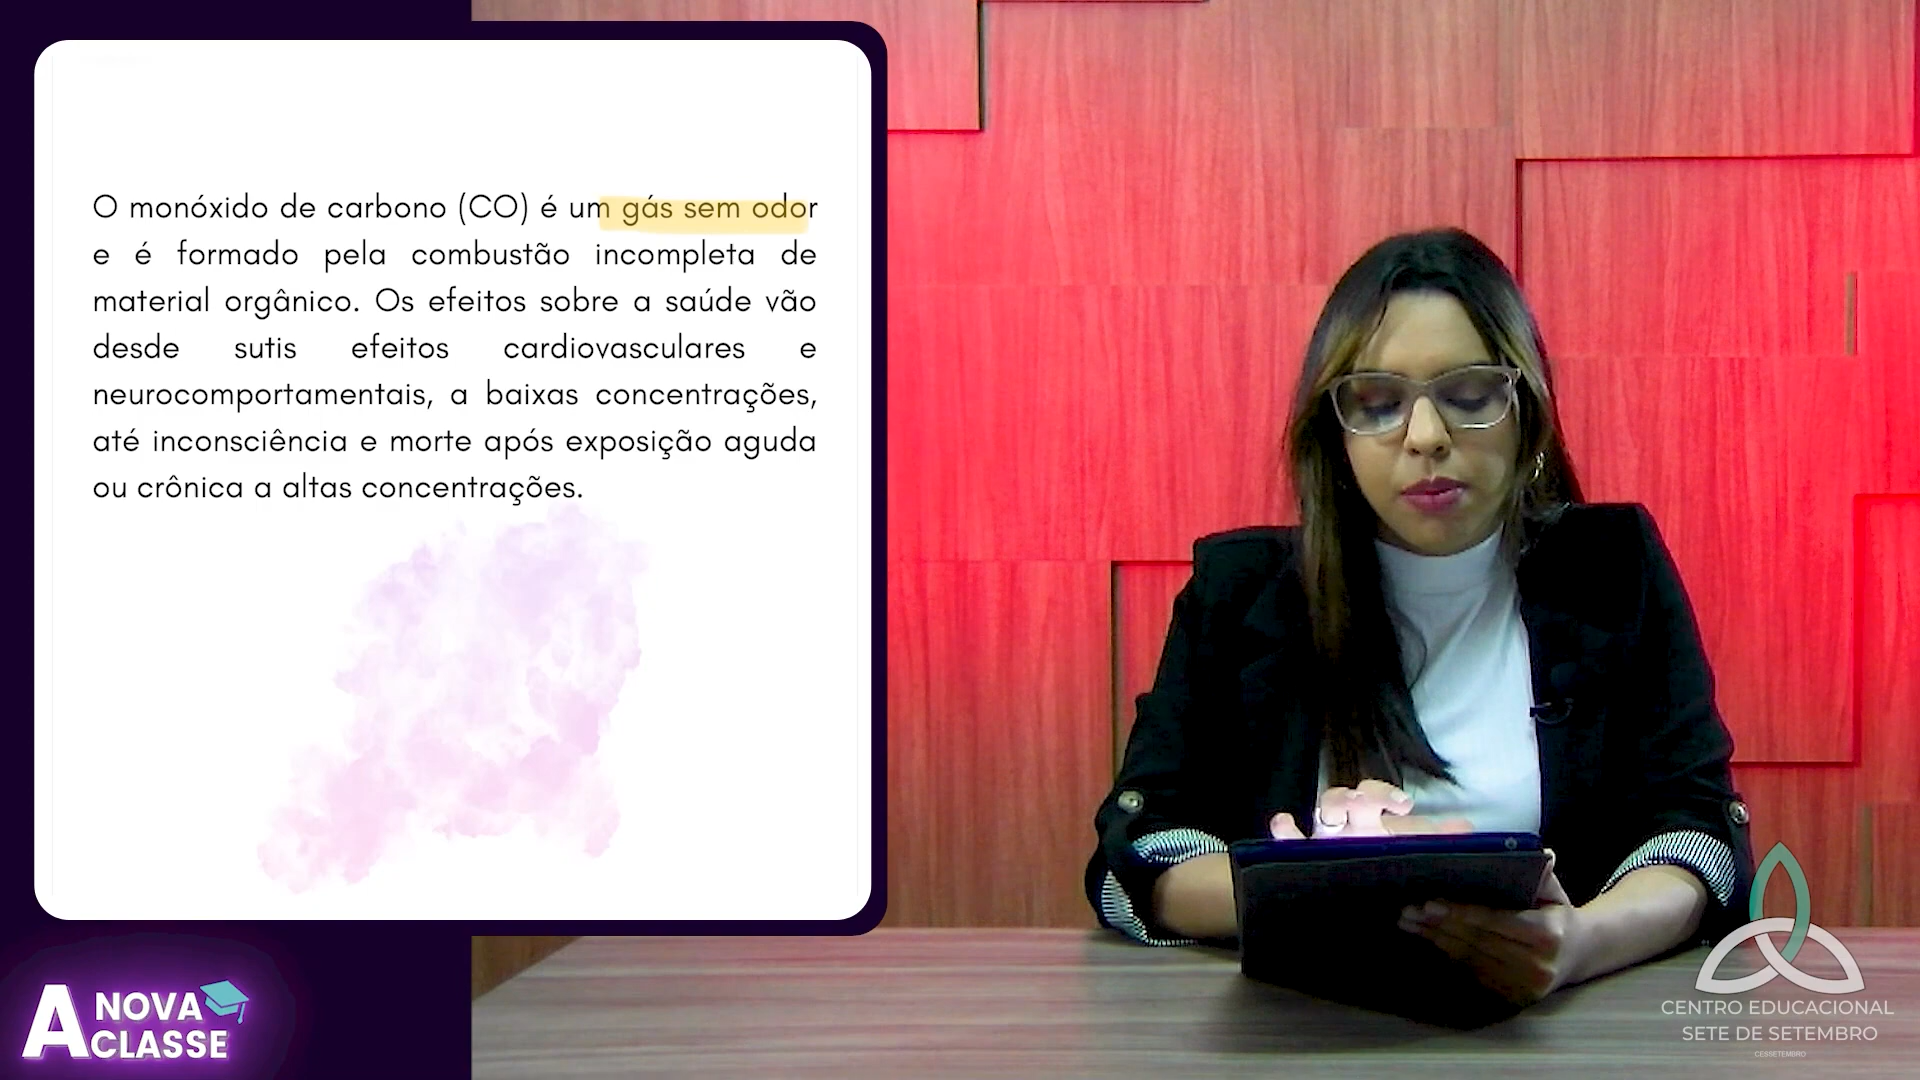 O monóxido de carbono (CO) é um gás sem odor
e é formado pela combustão incompleta de
material orgânico. Os efeitos sobre a saúde vão
desde sutis efeitos cardiovasculares e
neurocomportamentais, a baixas concentrações,
até inconsciência e morte após exposição aguda
ou crônica a altas concentrações.
A NOVA
CLASSE
CENTRO EDUCACIONAL
SETE DE SETEMBRO
CESSETEMBRO